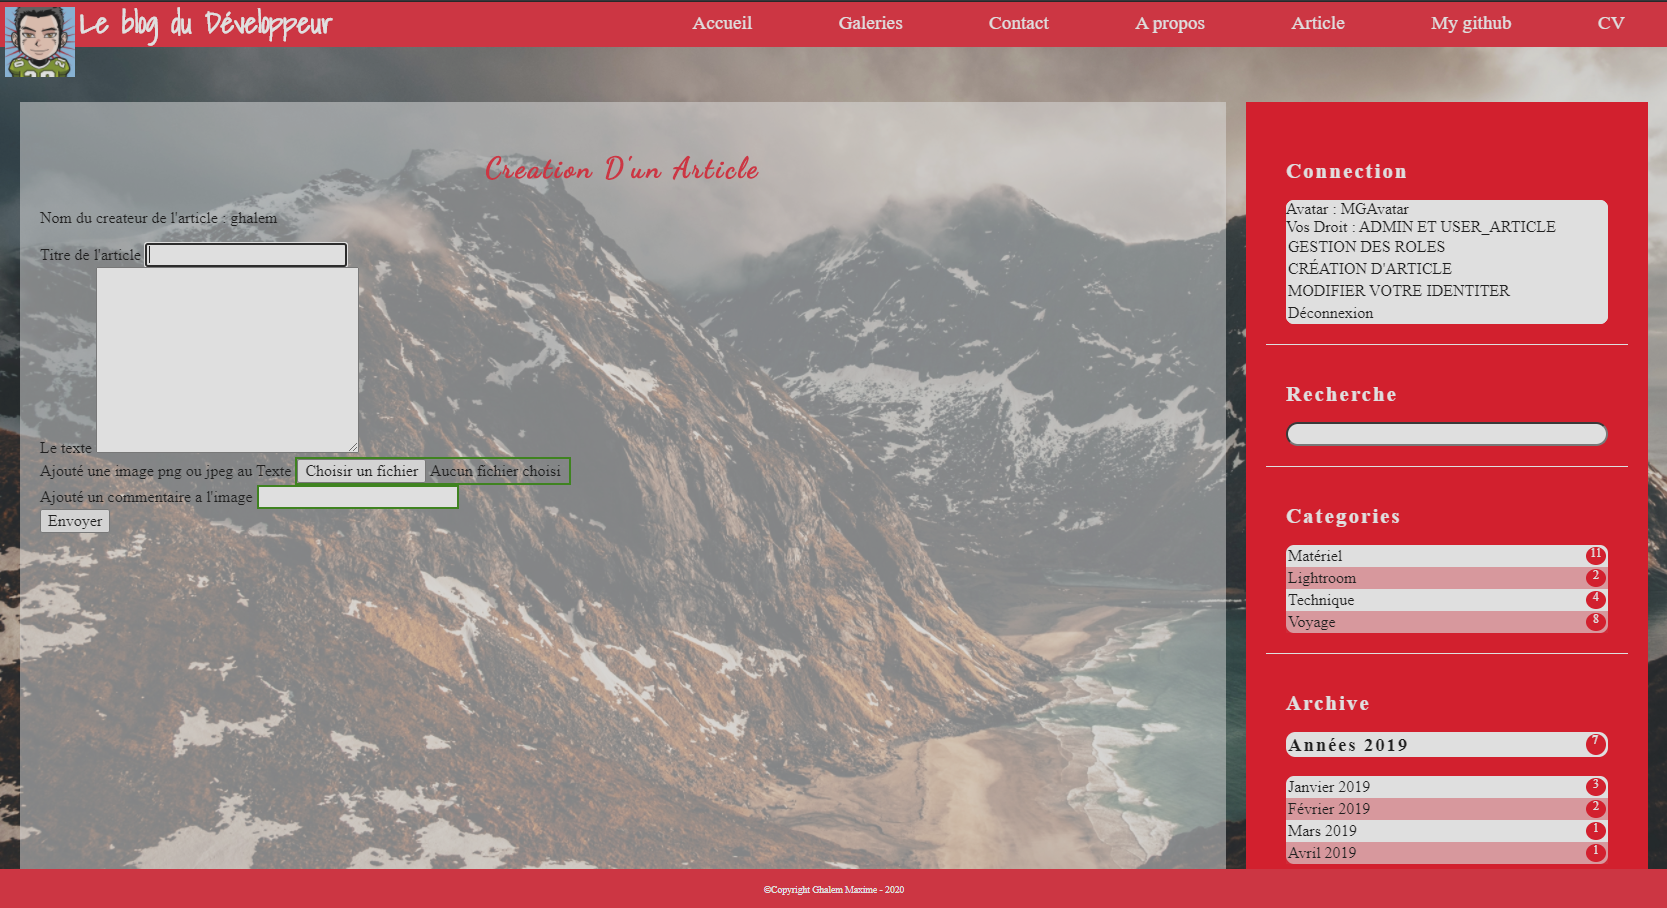 Le blog du Développeur
Accueil
Galeries
Contact
A propos
Article
My github
CV
Creation D'un Article
Nom du createur de l'article : ghalem
Titre de l'article
Le texte
Ajouté une image png ou jpeg au Texte Choisir un fichier Aucun fichier choisi
Ajouté un commentaire a l'image
Envoyer
Connection
Avatar : MGAvatar
Vos Droit : ADMIN ET USER_ARTICLE
GESTION DES ROLES
CRÉATION D'ARTICLE
MODIFIER VOTRE IDENTITER
Déconnexion
Recherche
Categories
Matériel 11
Lightroom 2
Technique 4
Voyage 8
Archive
Années 2019 7
Janvier 2019 3
Février 2019 2
Mars 2019 1
Avril 2019 1
©Copyright Ghalem Maxime - 2020